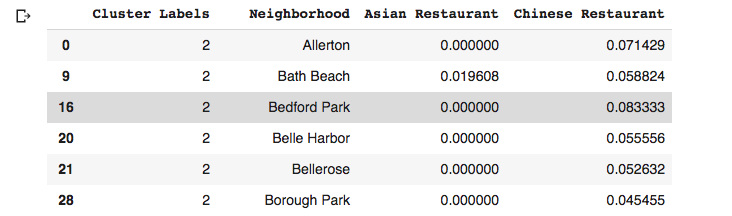 Cluster Labels Neighborhood Asian Restaurant Chinese Restaurant
0 2 Allerton 0.000000 0.071429
9 2 Bath Beach 0.019608 0.058824
16 2 Bedford Park 0.000000 0.083333
20 2 Belle Harbor 0.000000 0.055556
21 2 Bellerose 0.000000 0.052632
28 2 Borough Park 0.000000 0.045455